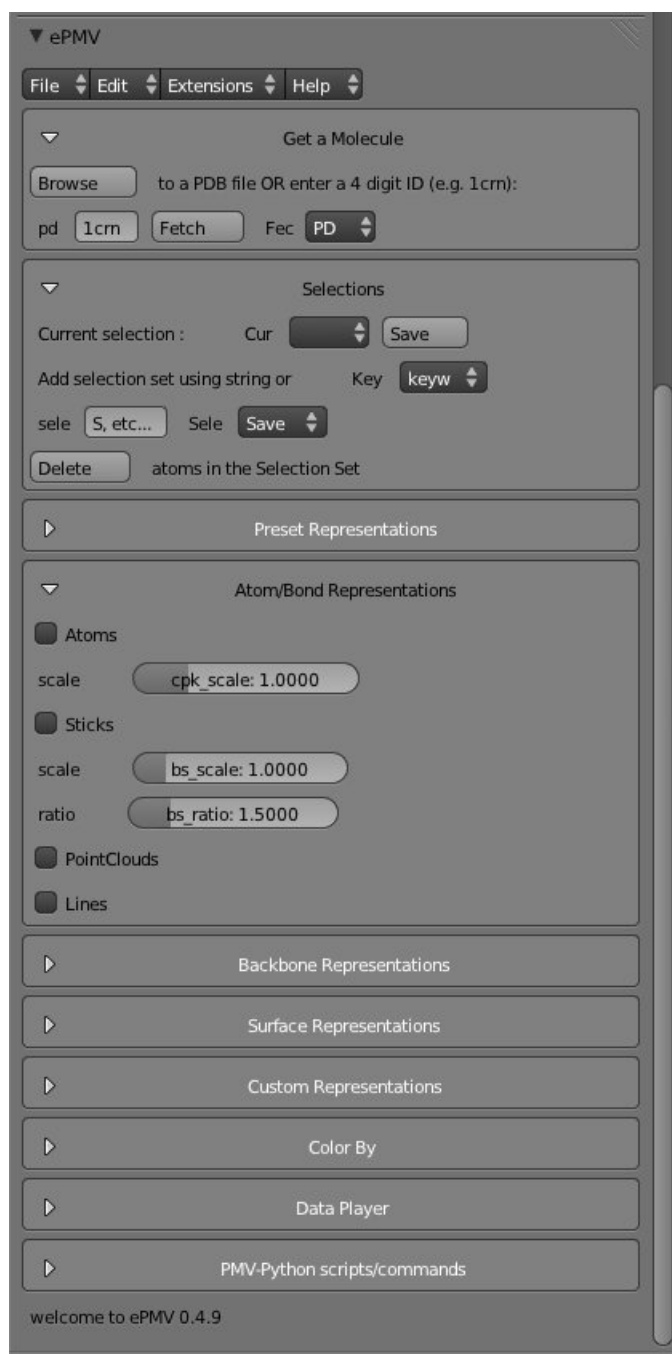 ePMV
File Edit Extensions Help
Get a Molecule
Browse to a PDB file OR enter a 4 digit ID (e.g. 1crn):
pd 1crn Fetch Fec PD
Selections
Current selection : Cur Save
Add selection set using string or Key keyw
sele S, etc... Sele Save
Delete atoms in the Selection Set
Preset Representations
Atom/Bond Representations
Atoms
scale cpk_scale: 1.0000
Sticks
scale bs_scale: 1.0000
ratio bs_ratio: 1.5000
PointClouds
Lines
Backbone Representations
Surface Representations
Custom Representations
Color By
Data Player
PMV-Python scripts/commands
welcome to ePMV 0.4.9